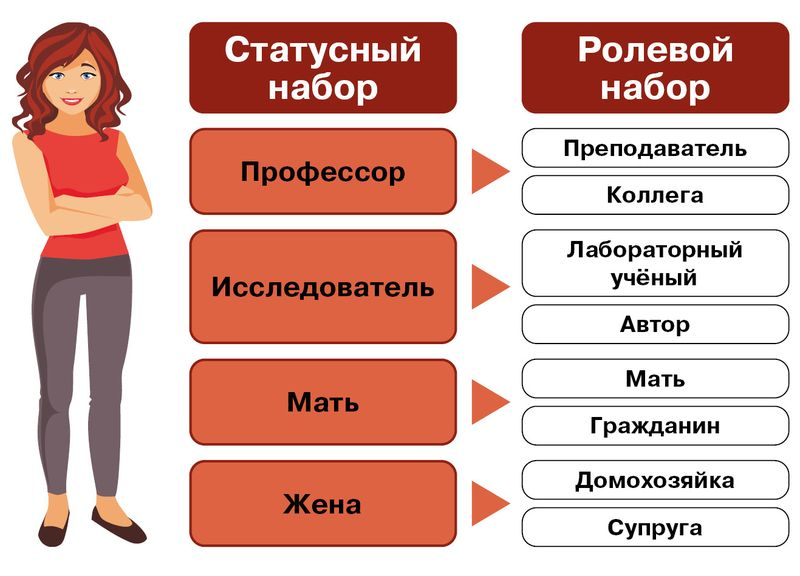 Статусный
набор
Ролевой
набор
Профессор
Преподаватель
Коллега
Исследователь
Лабораторный
учёный
Автор
Мать
Мать
Гражданин
Жена
Домохозяйка
Супруга